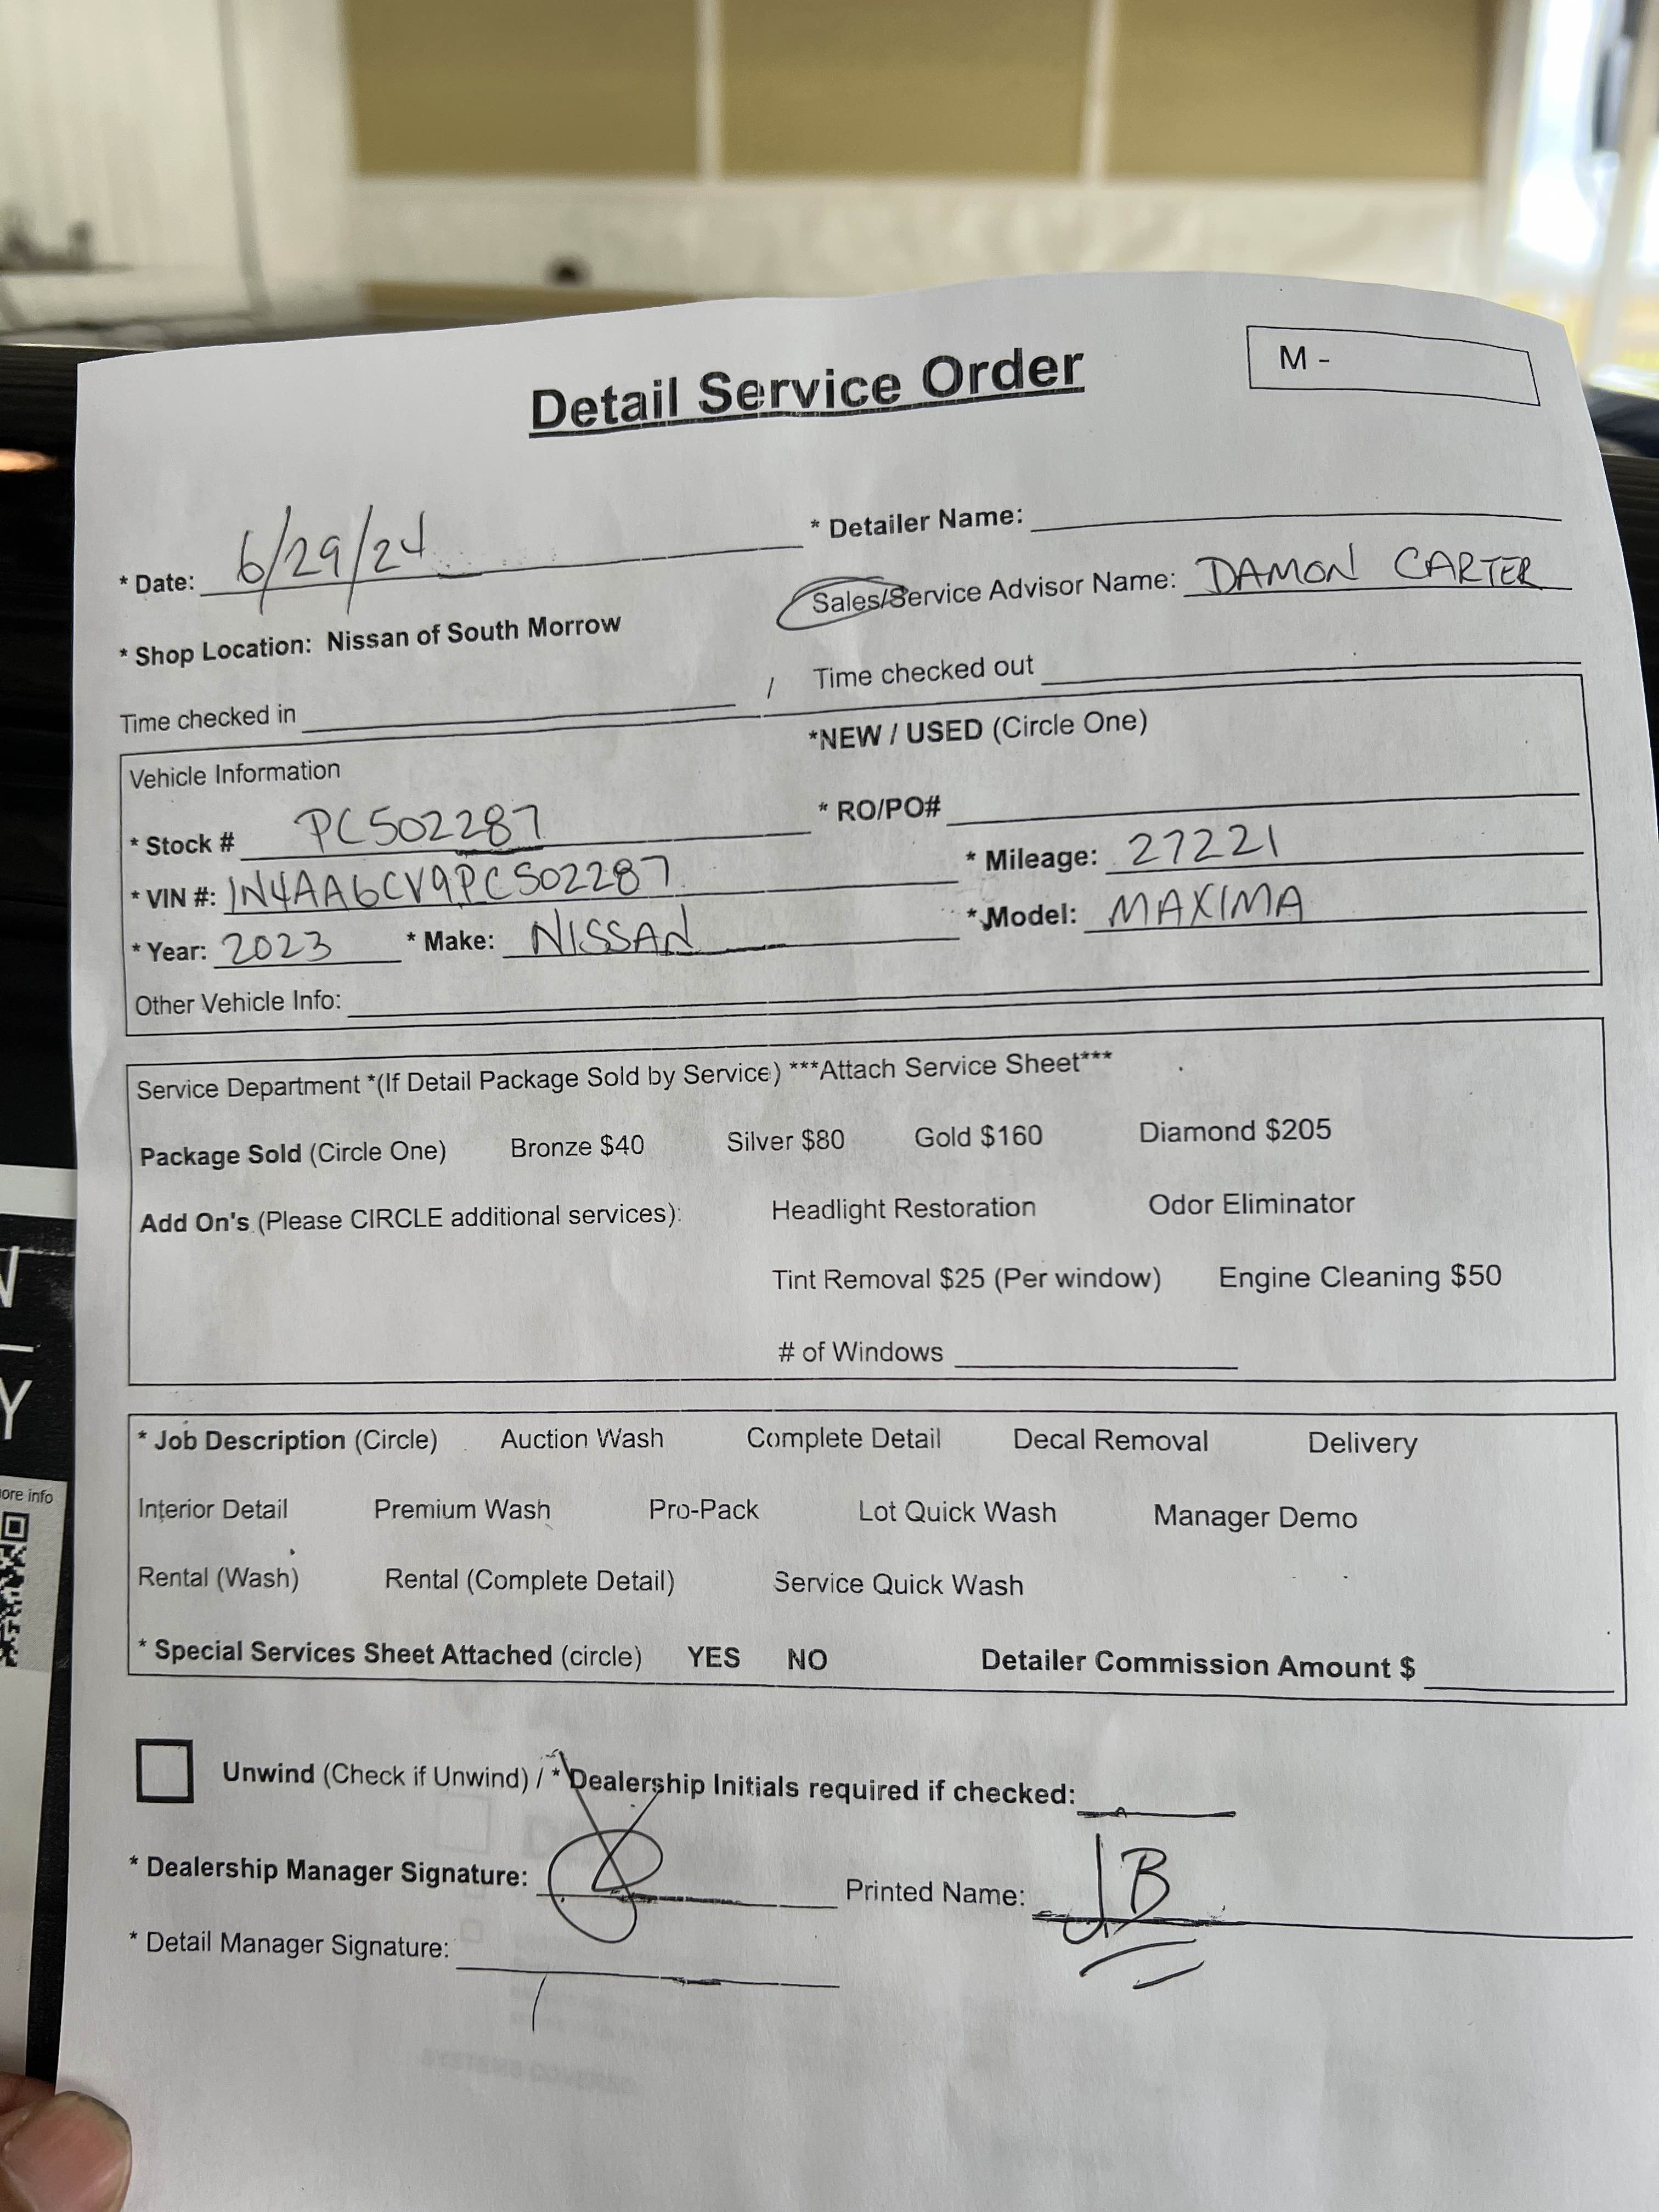 Detail Service Order
M -
* Date: 6/29/24
* Detailer Name:
Sales/Service Advisor Name: DAMON CARTER
* Shop Location: Nissan of South Morrow
Time checked in / Time checked out
Vehicle Information
*NEW / USED (Circle One)
* Stock # PC502287
* RO/PO#
* VIN #: 1N4AA6CV9PC502287
* Mileage: 27221
* Year: 2023 * Make: NISSAN * Model: MAXIMA
Other Vehicle Info:
Service Department *(If Detail Package Sold by Service) ***Attach Service Sheet***
Package Sold (Circle One) Bronze $40 Silver $80 Gold $160 Diamond $205
Add On's (Please CIRCLE additional services): Headlight Restoration Odor Eliminator
Tint Removal $25 (Per window) Engine Cleaning $50
# of Windows
* Job Description (Circle) Auction Wash Complete Detail Decal Removal Delivery
Interior Detail Premium Wash Pro-Pack Lot Quick Wash Manager Demo
Rental (Wash) Rental (Complete Detail) Service Quick Wash
* Special Services Sheet Attached (circle) YES NO Detailer Commission Amount $
Unwind (Check if Unwind) / * Dealership Initials required if checked:
* Dealership Manager Signature: Printed Name: JB
* Detail Manager Signature:
N
Y
ore info